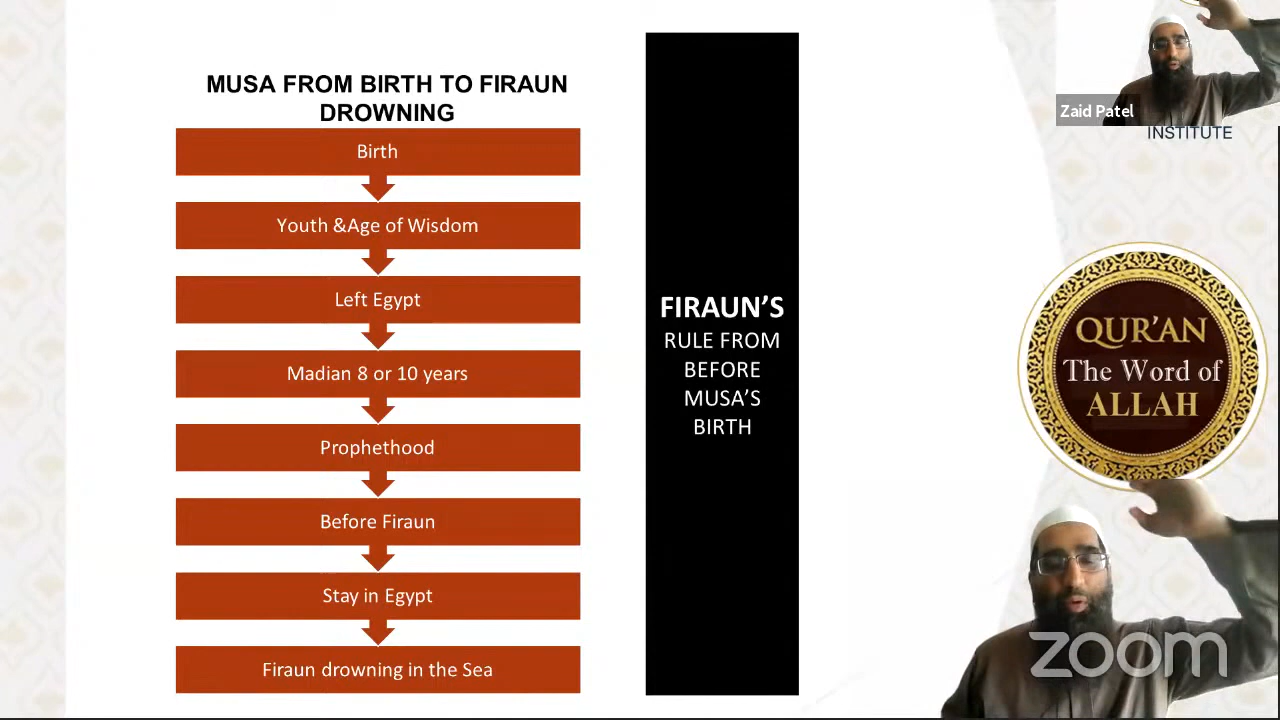 MUSA FROM BIRTH TO FIRAUN
DROWNING
Birth
Youth &Age of Wisdom
Left Egypt
Madian 8 or 10 years
Prophethood
Before Firaun
Stay in Egypt
Firaun drowning in the Sea
FIRAUN’S
RULE FROM
BEFORE
MUSA’S
BIRTH
Zaid Patel
INSTITUTE
QUR’AN
The Word of
ALLAH
zoom